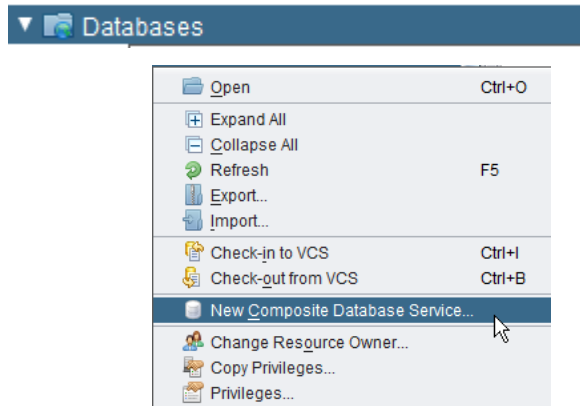 Databases
Open Ctrl+O
Expand All
Collapse All
Refresh F5
Export...
Import...
Check-in to VCS Ctrl+I
Check-out from VCS Ctrl+B
New Composite Database Service...
Change Resource Owner...
Copy Privileges...
Privileges...